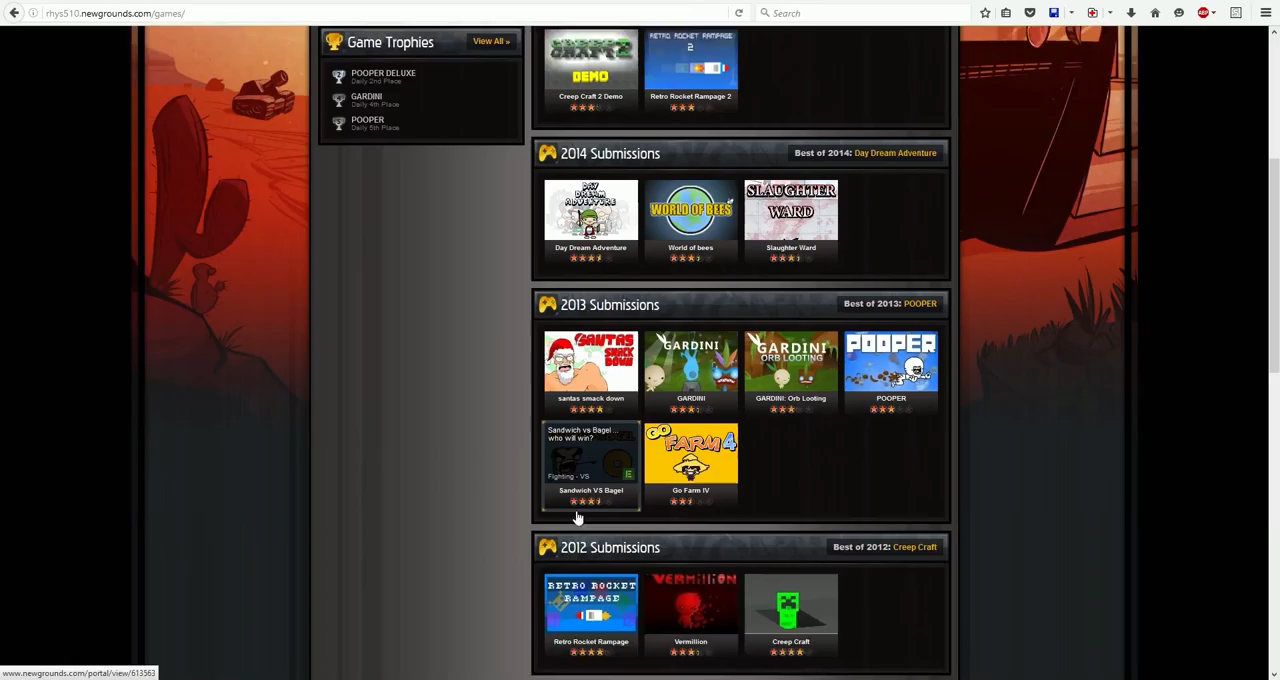 rhys510.newgrounds.com/games/
Search
ABP
Game Trophies
View All »
POOPER DELUXE
Daily 2nd Place
GARDINI
Daily 4th Place
POOPER
Daily 5th Place
CREEP CRAFT 2
DEMO
RETRO ROCKET RAMPAGE
2
Creep Craft 2 Demo
Retro Rocket Rampage 2
2014 Submissions
Best of 2014: Day Dream Adventure
DAY DREAM ADVENTURE
WORLD OF BEES
SLAUGHTER WARD
Day Dream Adventure
World of bees
Slaughter Ward
2013 Submissions
Best of 2013: POOPER
SANTAS SMACK DOWN
GARDINI
GARDINI
ORB LOOTING
POOPER
santas smack down
GARDINI
GARDINI: Orb Looting
POOPER
Sandwich vs Bagel...
who will win?
Fighting - VS
E
GO FARM 4
Sandwich VS Bagel
Go Farm IV
2012 Submissions
Best of 2012: Creep Craft
RETRO ROCKET
RAMPAGE
VERMILLION
Retro Rocket Rampage
Vermillion
Creep Craft
www.newgrounds.com/portal/view/613563